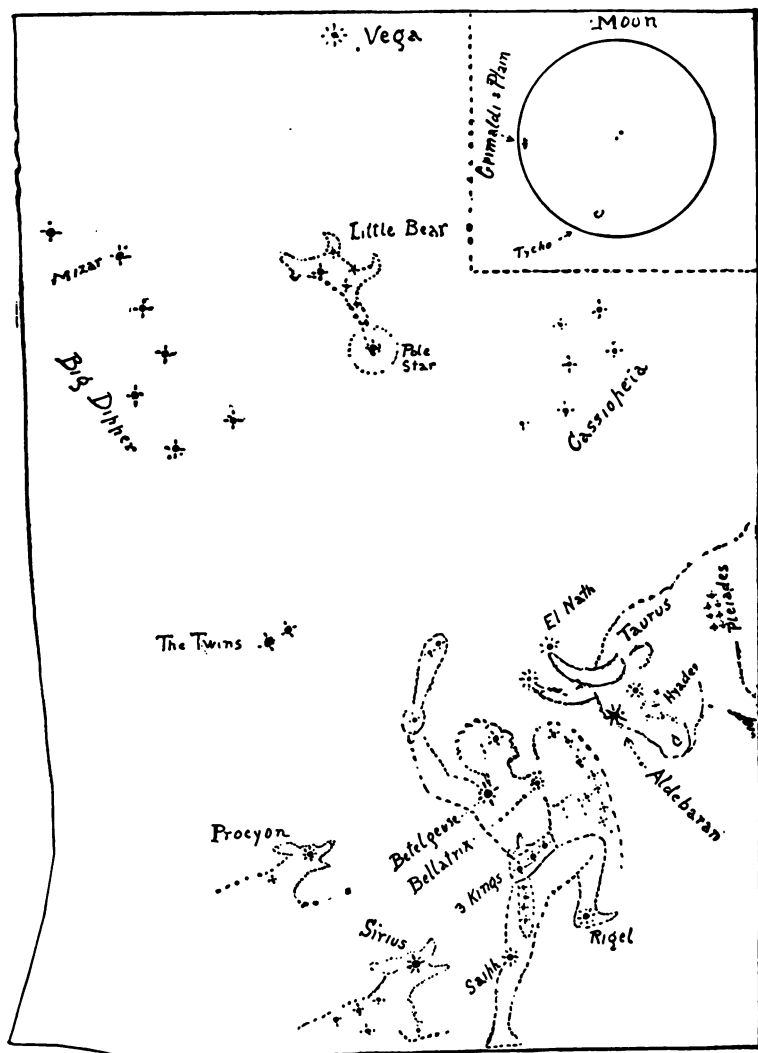 Vega
Moon
Grimaldi's Plain
Tycho
Little Bear
Mizar
Pole
Star
Big Dipper
Cassiopeia
El Nath
Taurus
Pleiades
The Twins
Hyades
Aldebaran
Betelgeuse
Bellatrix
Procyon
3 Kings
Rigel
Sirius
Saiph